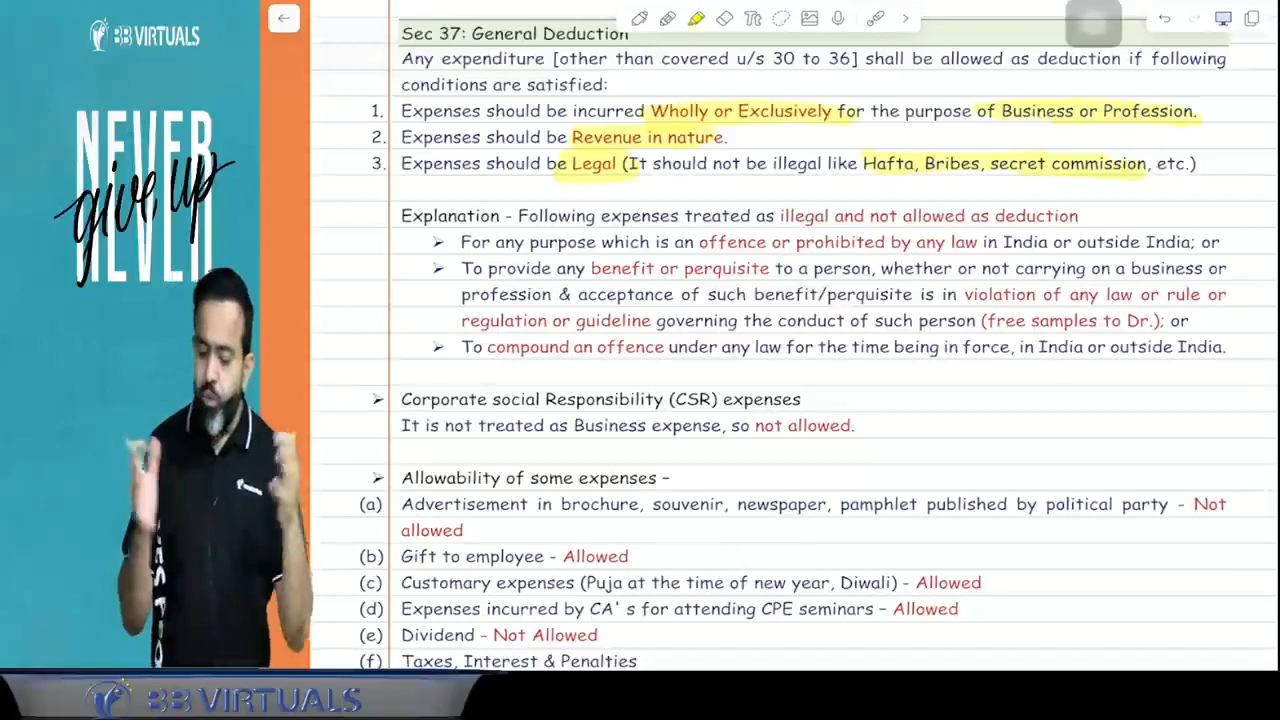 BB VIRTUALS
NEVER
give up
NEVER
Sec 37: General Deduction
Any expenditure [other than covered u/s 30 to 36] shall be allowed as deduction if following
conditions are satisfied:
1. Expenses should be incurred Wholly or Exclusively for the purpose of Business or Profession.
2. Expenses should be Revenue in nature.
3. Expenses should be Legal (It should not be illegal like Hafta, Bribes, secret commission, etc.)
Explanation - Following expenses treated as illegal and not allowed as deduction
➢ For any purpose which is an offence or prohibited by any law in India or outside India; or
➢ To provide any benefit or perquisite to a person, whether or not carrying on a business or
profession & acceptance of such benefit/perquisite is in violation of any law or rule or
regulation or guideline governing the conduct of such person (free samples to Dr.); or
➢ To compound an offence under any law for the time being in force, in India or outside India.
➢ Corporate social Responsibility (CSR) expenses
It is not treated as Business expense, so not allowed.
➢ Allowability of some expenses –
(a) Advertisement in brochure, souvenir, newspaper, pamphlet published by political party - Not
allowed
(b) Gift to employee - Allowed
(c) Customary expenses (Puja at the time of new year, Diwali) - Allowed
(d) Expenses incurred by CA' s for attending CPE seminars – Allowed
(e) Dividend - Not Allowed
(f) Taxes, Interest & Penalties
BB VIRTUALS